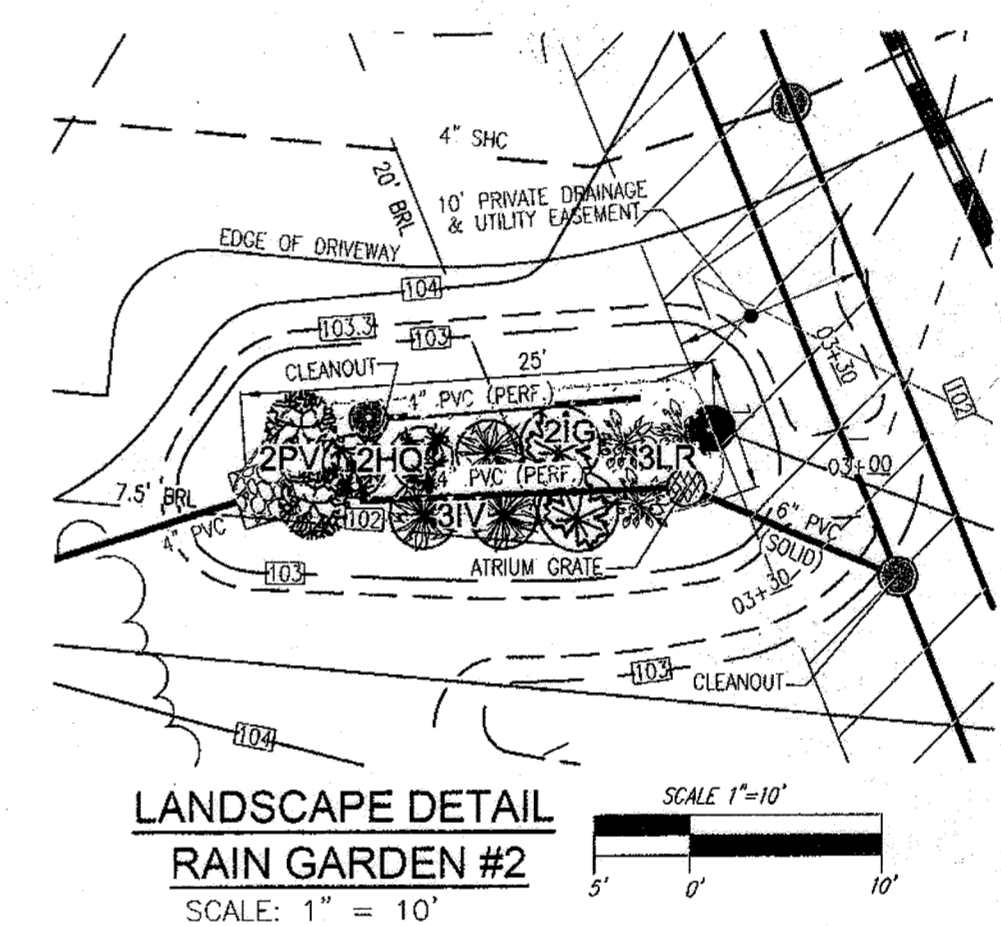 4" SHC
20' BRL
10' PRIVATE DRAINAGE
& UTILITY EASEMENT
EDGE OF DRIVEWAY
104
103.3
103
25'
CLEANOUT
4" PVC (PERF.)
03+30
102
2PV
2HQ
2IG
3LR
4" PVC (PERF.
03+00
7.5' BRL
4" PVC
102
3IV
6" PVC
(SOLID)
ATRIUM GRATE
103
03+30
103
CLEANOUT
104
LANDSCAPE DETAIL
RAIN GARDEN #2
SCALE: 1" = 10'
SCALE 1"=10'
5' 0' 10'